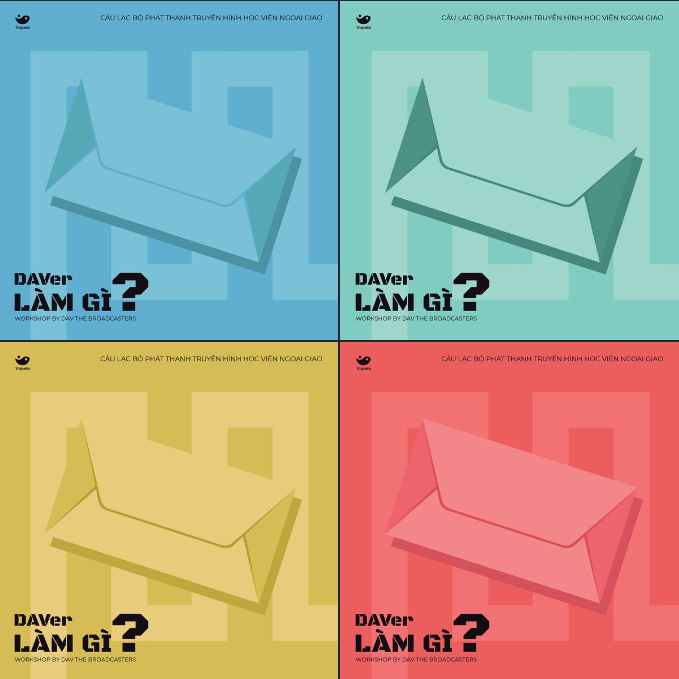 CÂU LẠC BỘ PHÁT THANH TRUYỀN HÌNH HỌC VIỆN NGOẠI GIAO
DAVer
LÀM GÌ?
WORKSHOP BY DAV THE BROADCASTERS
CÂU LẠC BỘ PHÁT THANH TRUYỀN HÌNH HỌC VIỆN NGOẠI GIAO
DAVer
LÀM GÌ?
WORKSHOP BY DAV THE BROADCASTERS
CÂU LẠC BỘ PHÁT THANH TRUYỀN HÌNH HỌC VIỆN NGOẠI GIAO
DAVer
LÀM GÌ?
WORKSHOP BY DAV THE BROADCASTERS
CÂU LẠC BỘ PHÁT THANH TRUYỀN HÌNH HỌC VIỆN NGOẠI GIAO
DAVer
LÀM GÌ?
WORKSHOP BY DAV THE BROADCASTERS